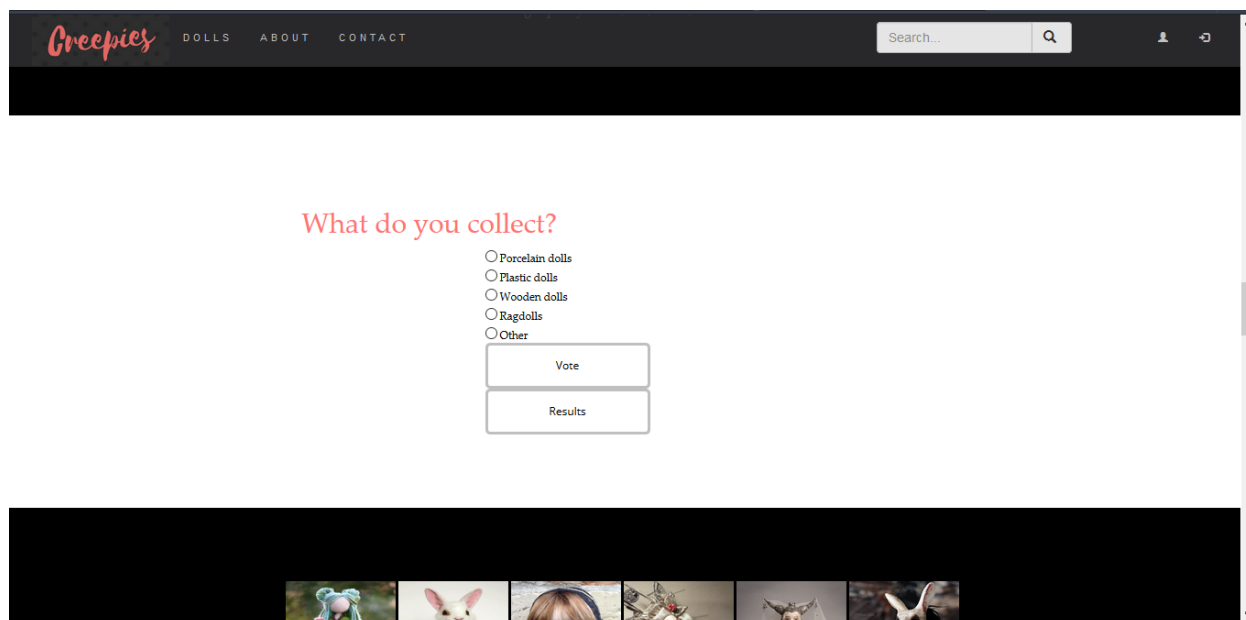 Creepies DOLLS ABOUT CONTACT Search...
What do you collect?
Porcelain dolls
Plastic dolls
Wooden dolls
Ragdolls
Other
Vote
Results